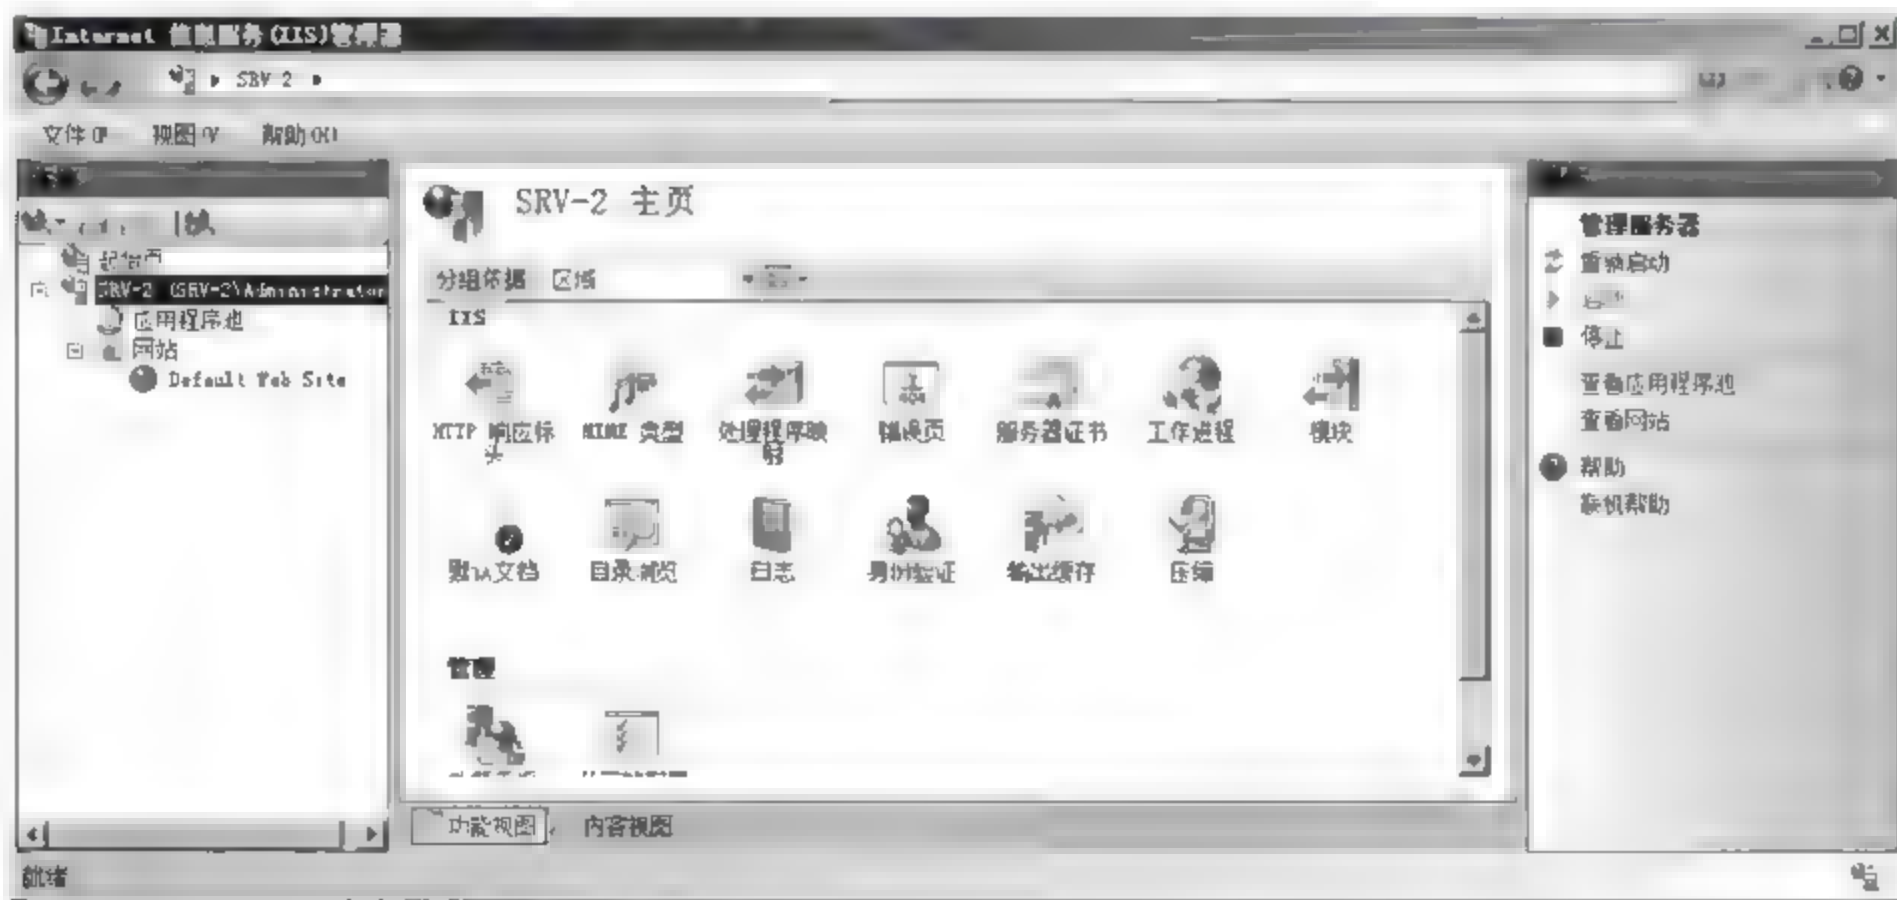 Internet 信息服务(IIS)管理器
SRV-2
文件(F) 视图(V) 帮助(H)
起始页
SRV-2 (SRV-2\Administrator
应用程序池
网站
Default Web Site
SRV-2 主页
分组依据 区域
IIS
HTTP 响应标头
MIME 类型
处理程序映射
错误页
服务器证书
工作进程
模块
默认文档
目录浏览
日志
身份验证
输出缓存
压缩
管理
功能视图 内容视图
管理服务器
重新启动
停止
查看应用程序池
查看网站
帮助
联机帮助
就绪